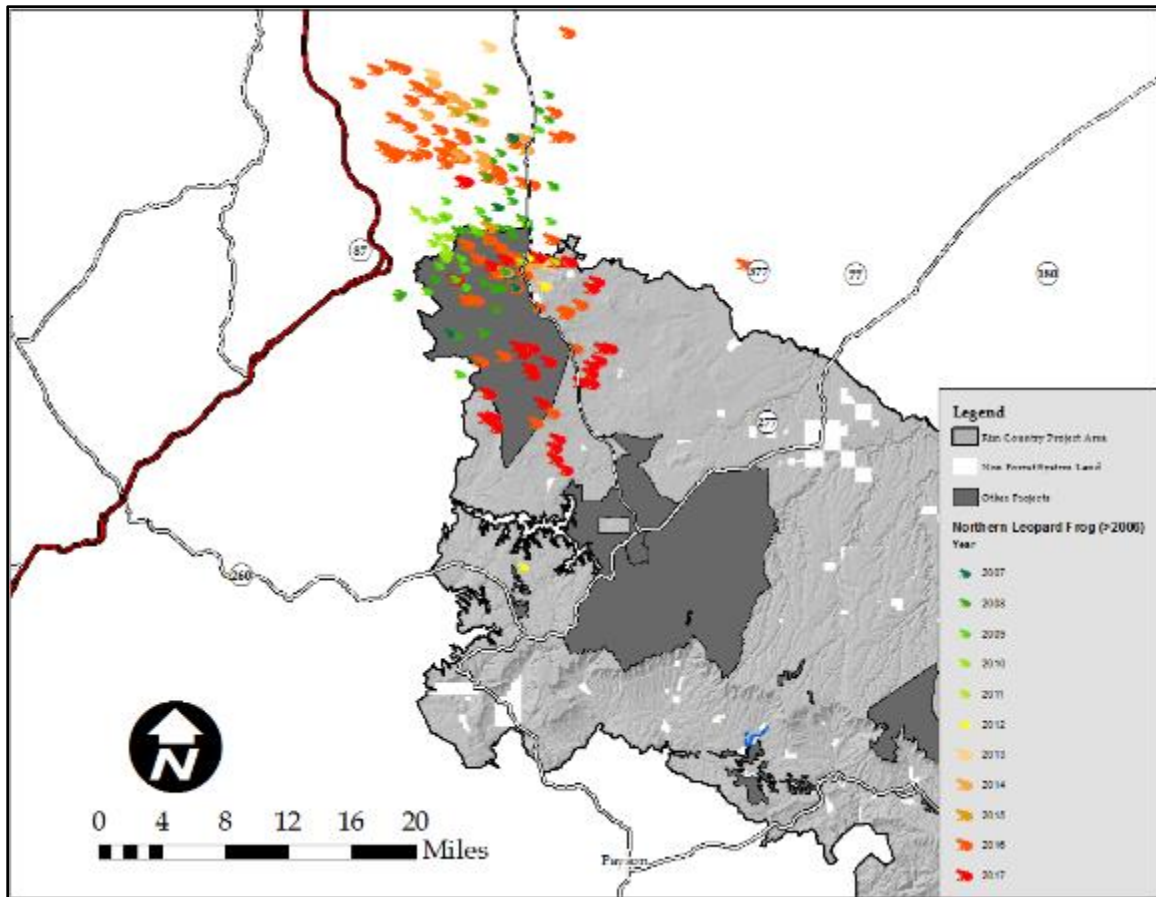 87
377
77
180
277
260
N
0 4 8 12 16 20
Miles
Payson
Legend
Rim Country Project Area
Non Forest System Land
Other Projects
Northern Leopard Frog (>2006)
Year
2007
2008
2009
2010
2011
2012
2013
2014
2015
2016
2017